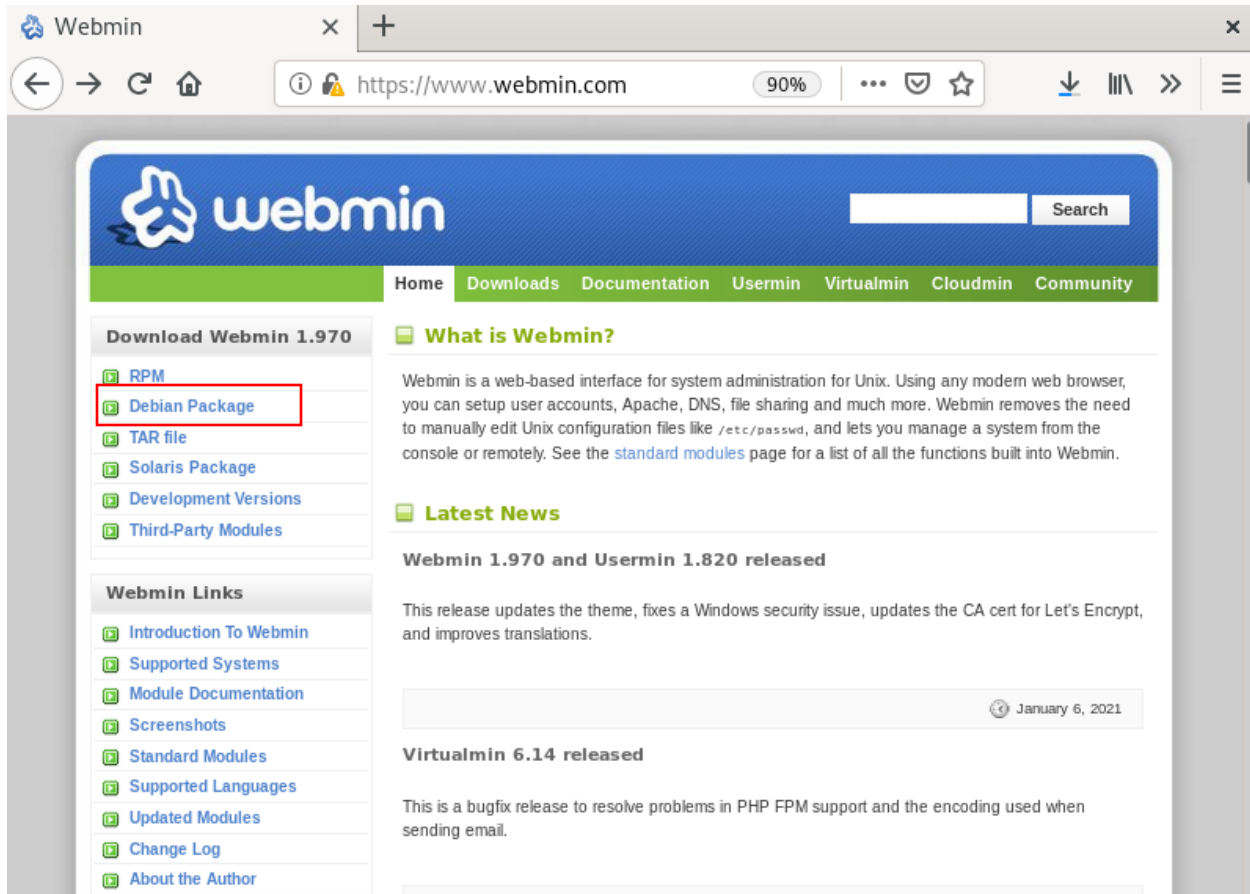 Webmin
https://www.webmin.com
90%
webmin
Search
Home Downloads Documentation Usermin Virtualmin Cloudmin Community
Download Webmin 1.970
RPM
Debian Package
TAR file
Solaris Package
Development Versions
Third-Party Modules
Webmin Links
Introduction To Webmin
Supported Systems
Module Documentation
Screenshots
Standard Modules
Supported Languages
Updated Modules
Change Log
About the Author
What is Webmin?
Webmin is a web-based interface for system administration for Unix. Using any modern web browser,
you can setup user accounts, Apache, DNS, file sharing and much more. Webmin removes the need
to manually edit Unix configuration files like /etc/passwd, and lets you manage a system from the
console or remotely. See the standard modules page for a list of all the functions built into Webmin.
Latest News
Webmin 1.970 and Usermin 1.820 released
This release updates the theme, fixes a Windows security issue, updates the CA cert for Let's Encrypt,
and improves translations.
January 6, 2021
Virtualmin 6.14 released
This is a bugfix release to resolve problems in PHP FPM support and the encoding used when
sending email.